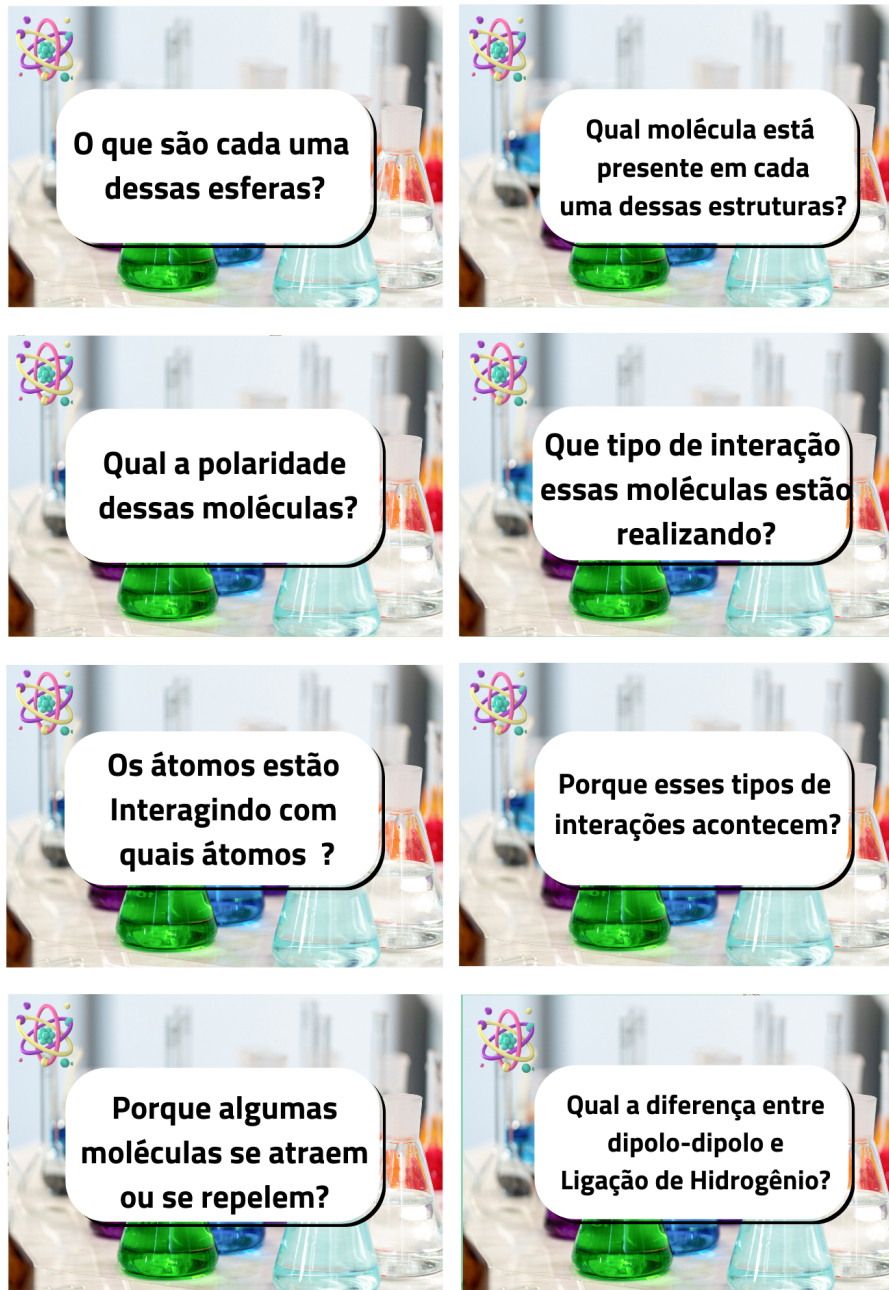 O que são cada uma
dessas esferas?
Qual molécula está
presente em cada
uma dessas estruturas?
Qual a polaridade
dessas moléculas?
Que tipo de interação
essas moléculas estão
realizando?
Os átomos estão
Interagindo com
quais átomos ?
Porque esses tipos de
interações acontecem?
Porque algumas
moléculas se atraem
ou se repelem?
Qual a diferença entre
dipolo-dipolo e
Ligação de Hidrogênio?